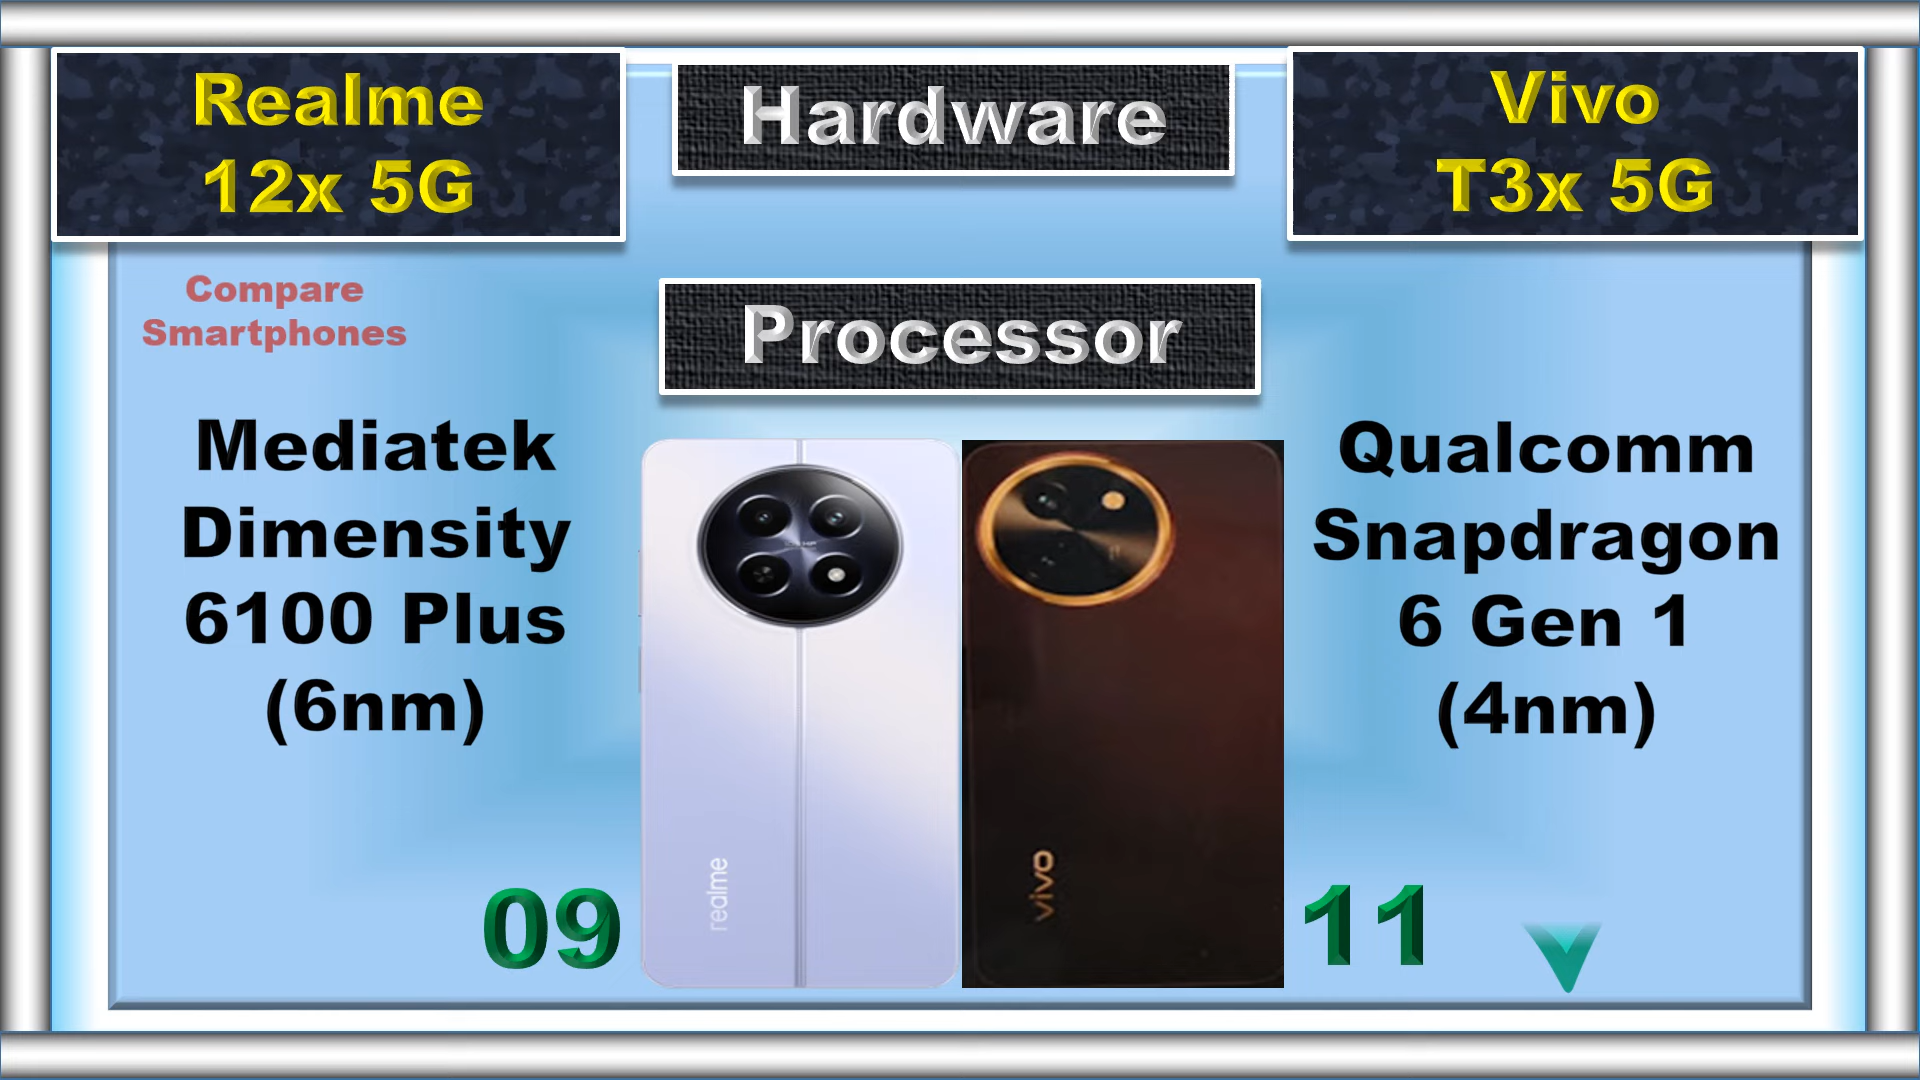 Realme
12x 5G
Hardware
Vivo
T3x 5G
Compare
Smartphones
Processor
Mediatek
Dimensity
6100 Plus
(6nm)
Qualcomm
Snapdragon
6 Gen 1
(4nm)
realme
vivo
09
11